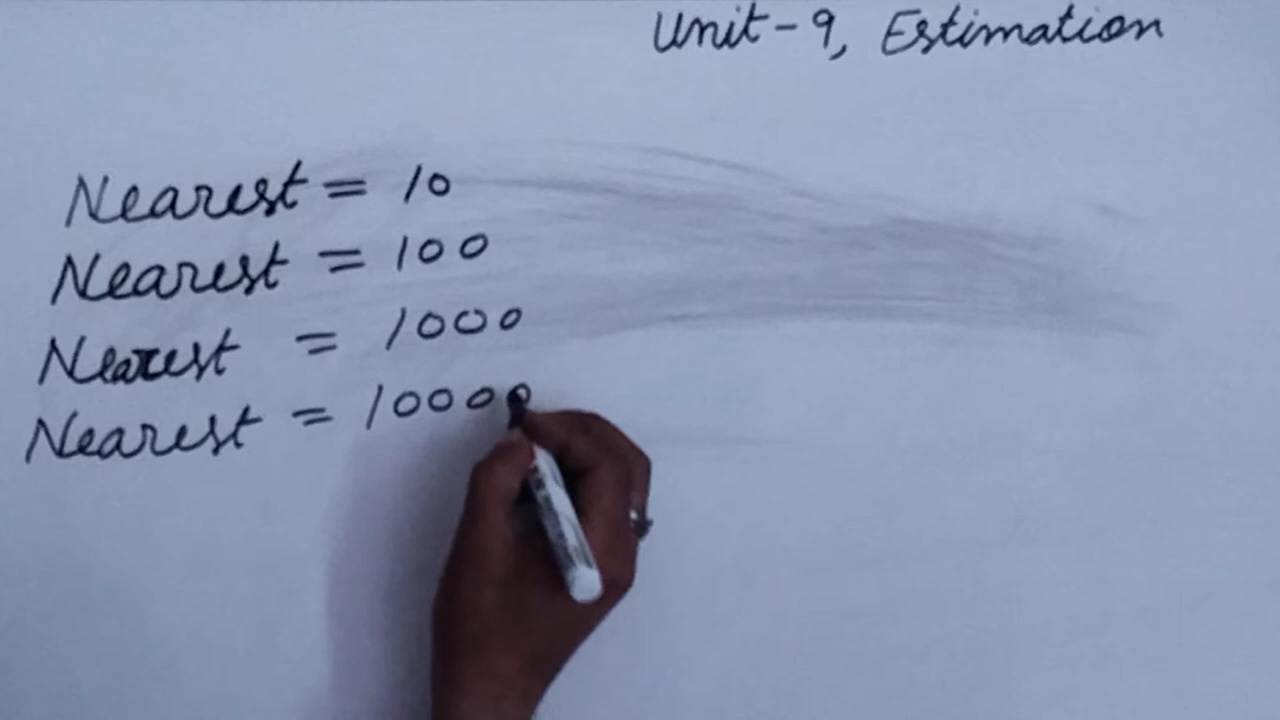 Unit-9, Estimation
Nearest = 10
Nearest = 100
Nearest = 1000
Nearest = 10000